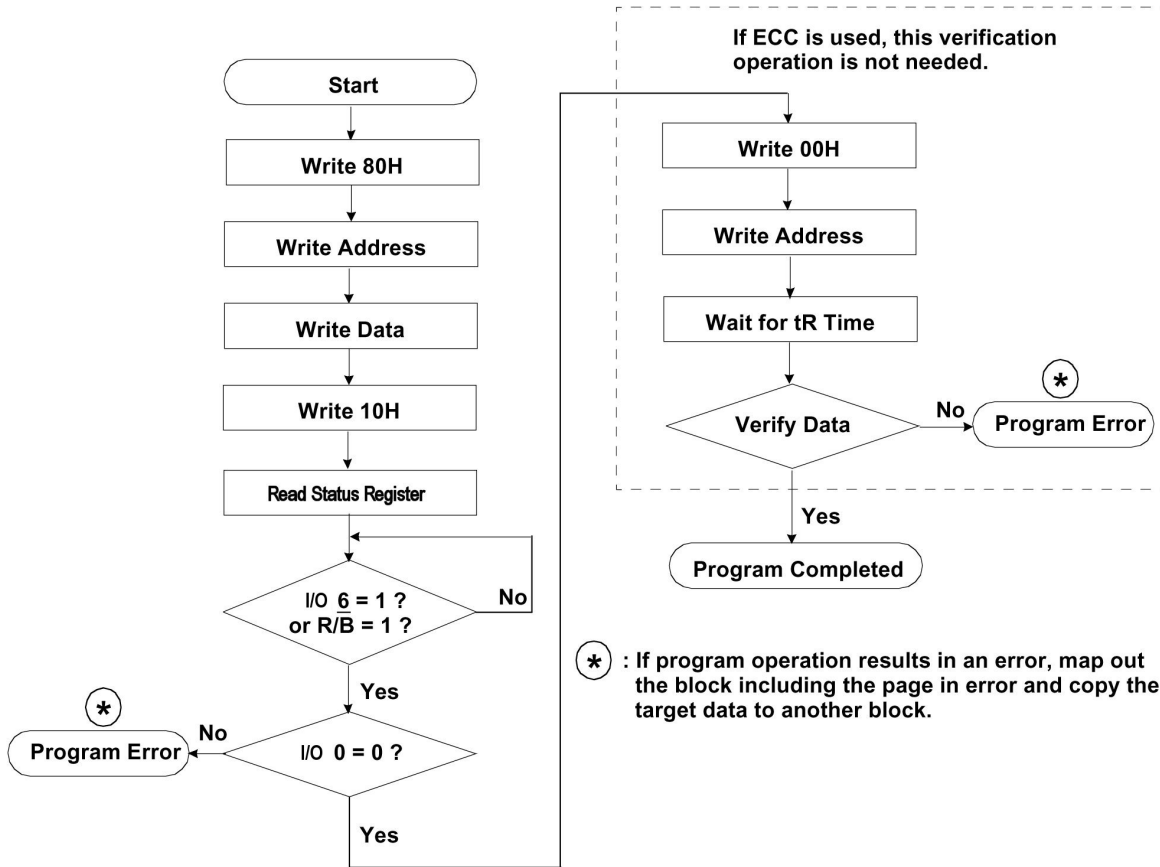 Start
Write 80H
Write Address
Write Data
Write 10H
Read Status Register
I/O 6 = 1 ?
or R/B̅ = 1 ?
No
Yes
*
No
Program Error
I/O 0 = 0 ?
Yes
If ECC is used, this verification
operation is not needed.
Write 00H
Write Address
Wait for tR Time
*
Verify Data
No
Program Error
Yes
Program Completed
* : If program operation results in an error, map out
the block including the page in error and copy the
target data to another block.